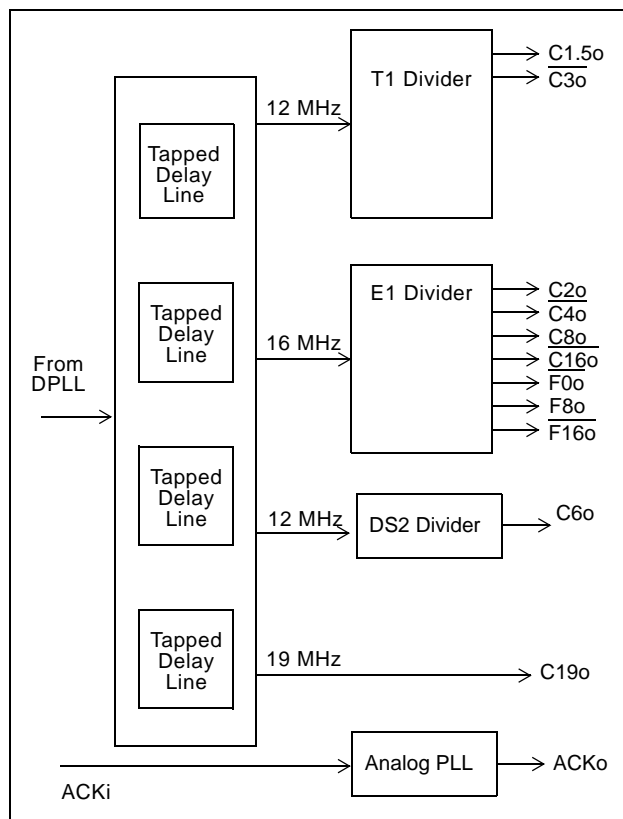 T1 Divider
C1.5o
C3o
12 MHz
Tapped
Delay
Line
E1 Divider
C2o
C4o
C8o
C16o
F0o
F8o
F16o
Tapped
Delay
Line
16 MHz
From
DPLL
Tapped
Delay
Line
12 MHz
DS2 Divider
C6o
Tapped
Delay
Line
19 MHz
C19o
ACKi
Analog PLL
ACKo